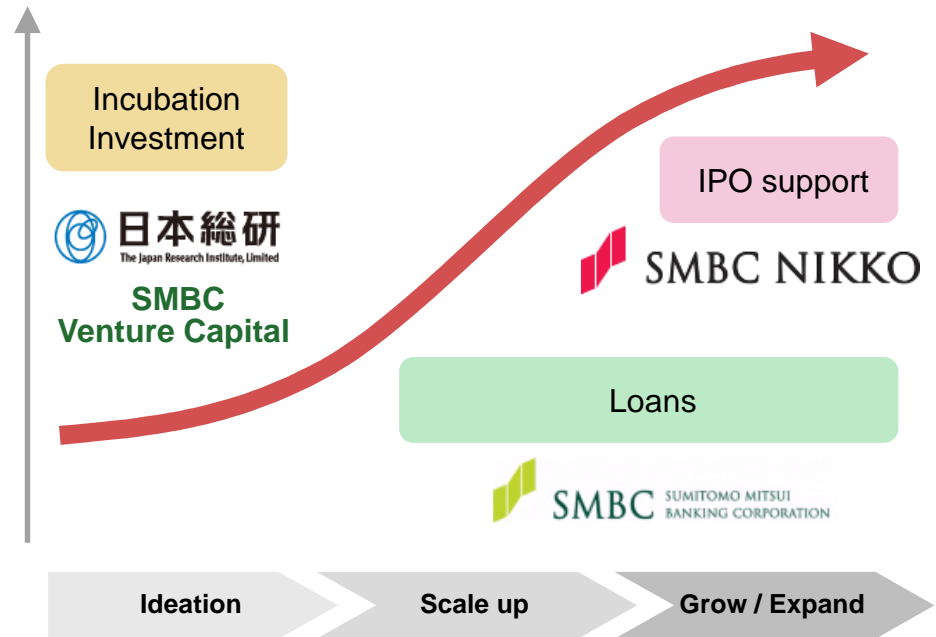 Incubation
Investment
日本総研
The Japan Research Institute, Limited
SMBC
Venture Capital
IPO support
SMBC NIKKO
Loans
SMBC SUMITOMO MITSUI
BANKING CORPORATION
Ideation
Scale up
Grow / Expand